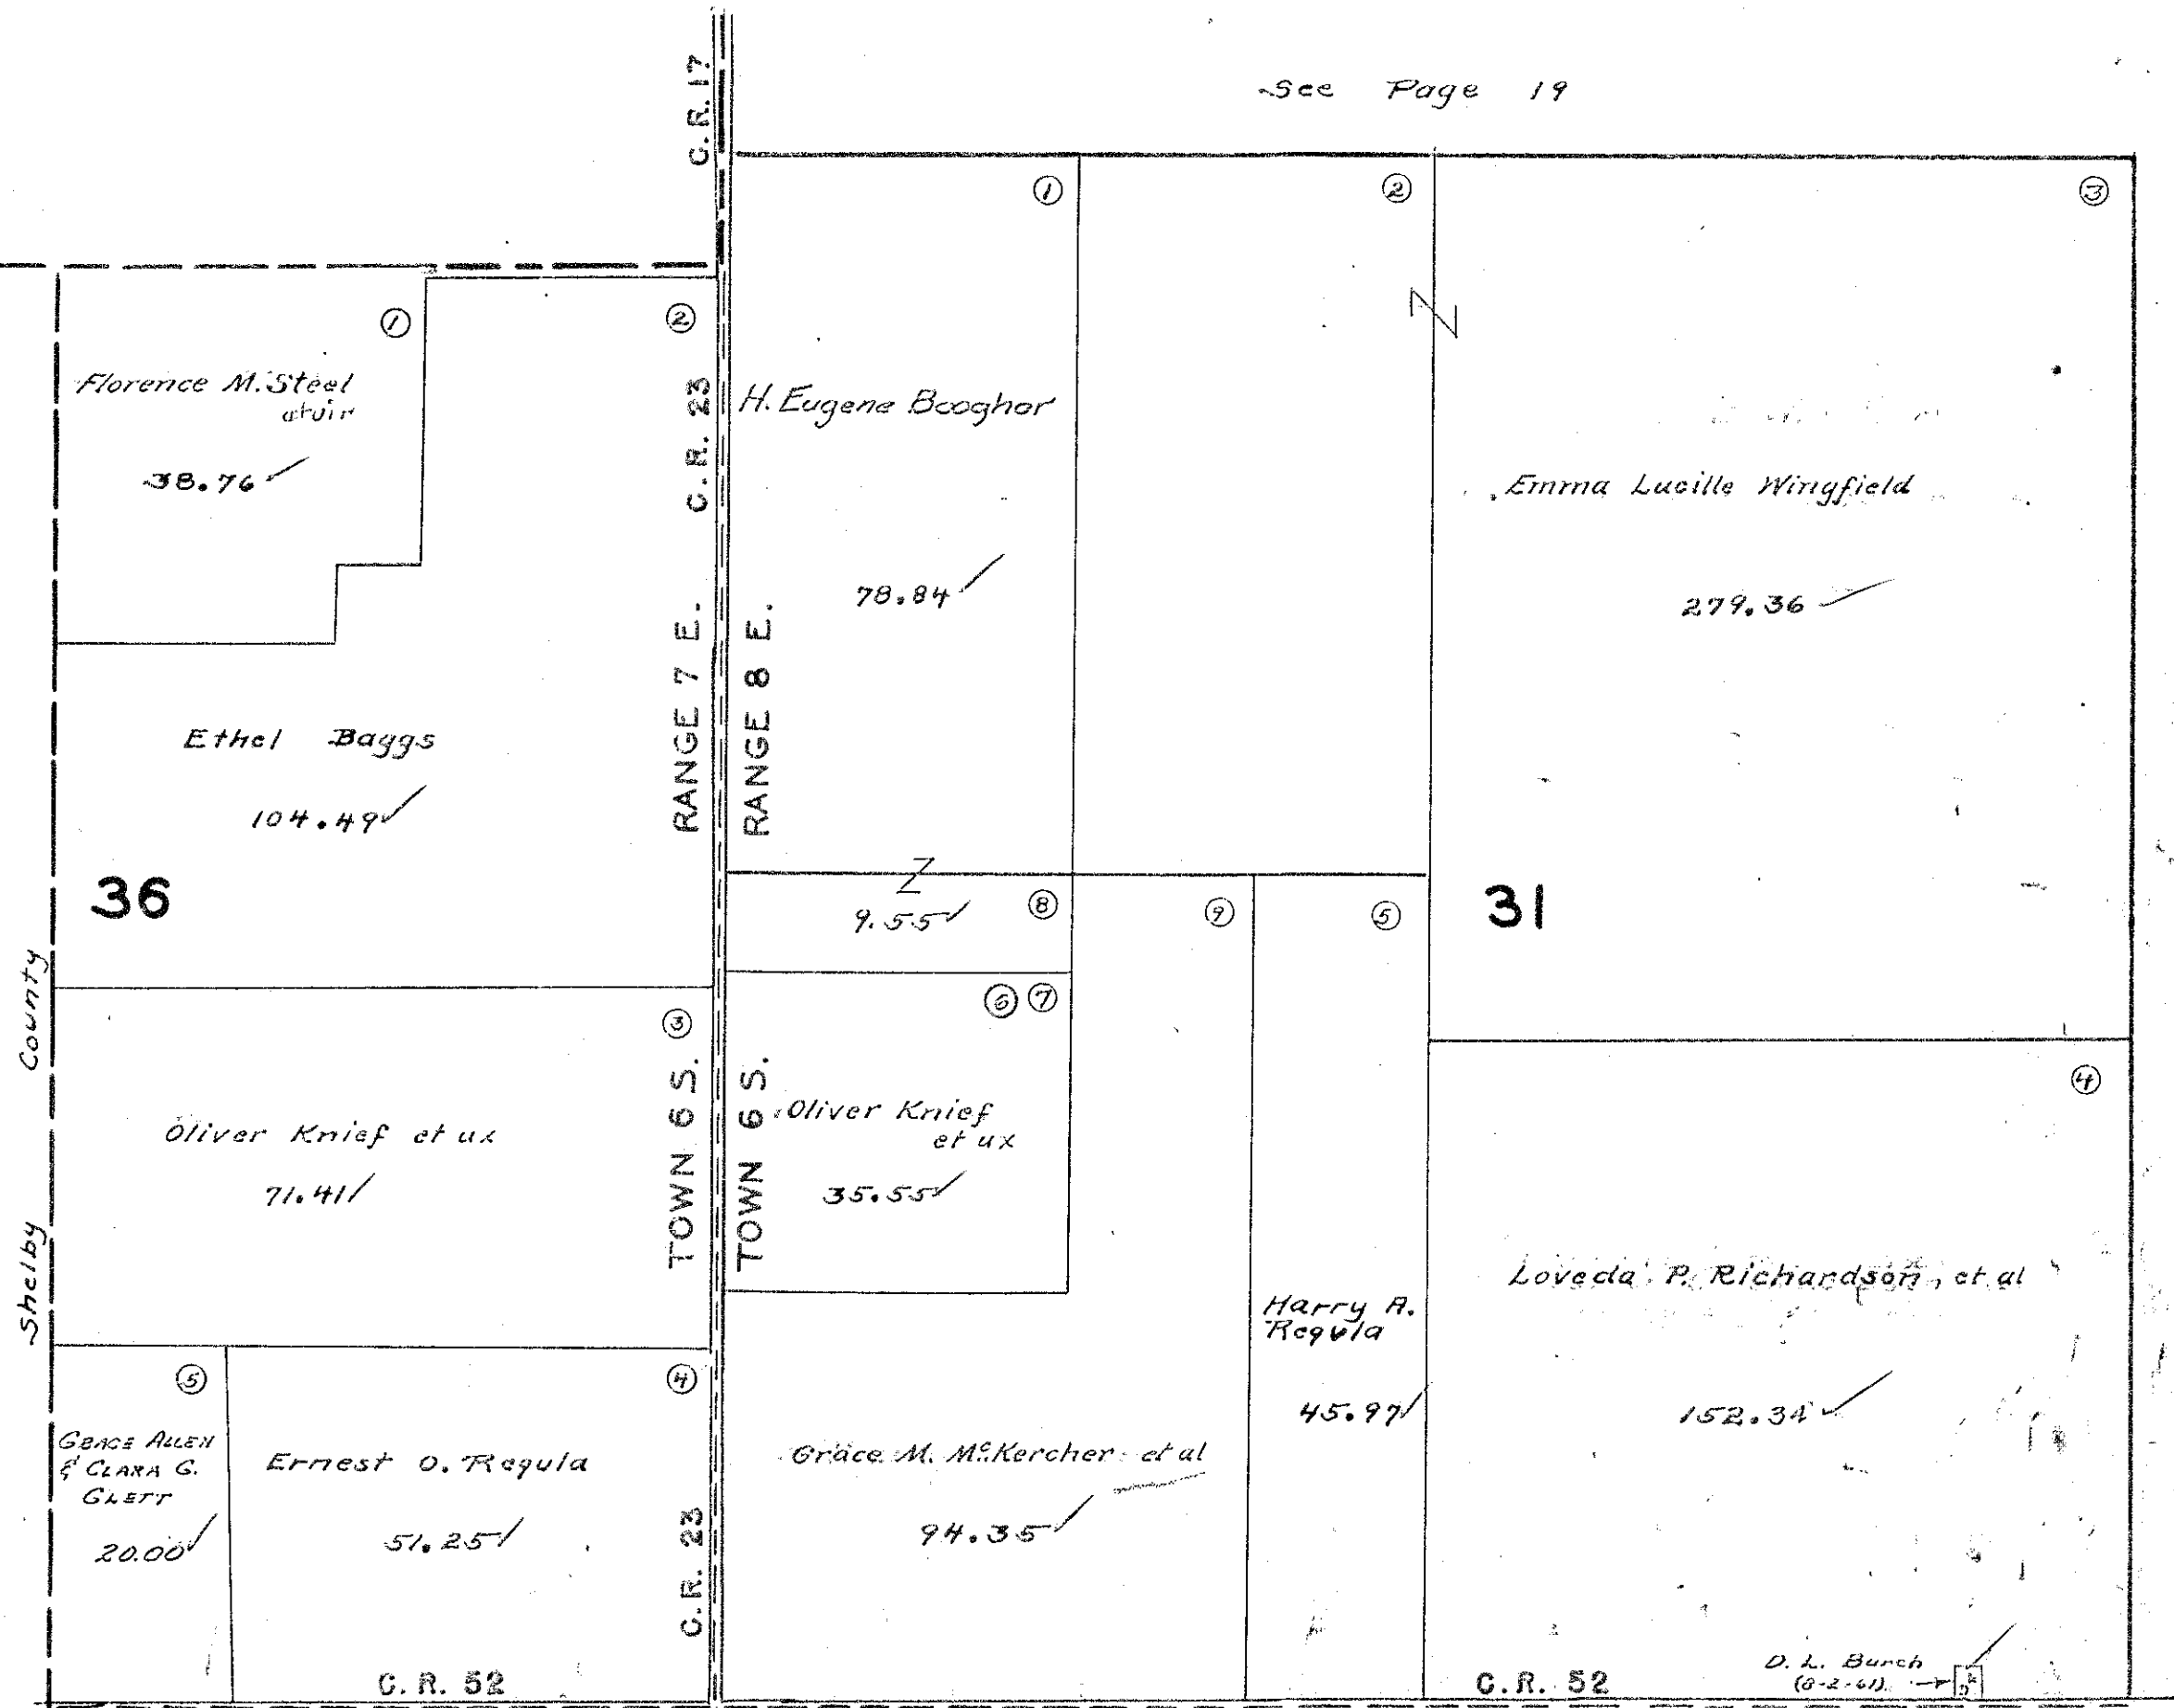 See Page 19
C.R. 17
①
②
③
①
②
Florence M. Steel
38.76
C.R. 23
H. Eugene Booghor
78.84
Emma Lucille Wingfield
279.36
RANGE 7 E.
RANGE 8 E.
Ethel Baggs
104.49
36
9.55
⑧
⑨
⑤
31
County
Shelby
③
⑥ ⑦
④
TOWN 6 S.
TOWN 6 S.
Oliver Knief et ux
71.41
Oliver Knief
et ux
35.55
Loveda P. Richardson, et al
152.34
Harry A.
Regula
45.97
⑤
④
GRACE ALLEN
& CLARA G.
GLETT
20.00
Ernest O. Regula
51.25
C.R. 23
Grace M. McKercher et al
94.35
C.R. 52
C.R. 52
D. L. Burch
(8-2-61)